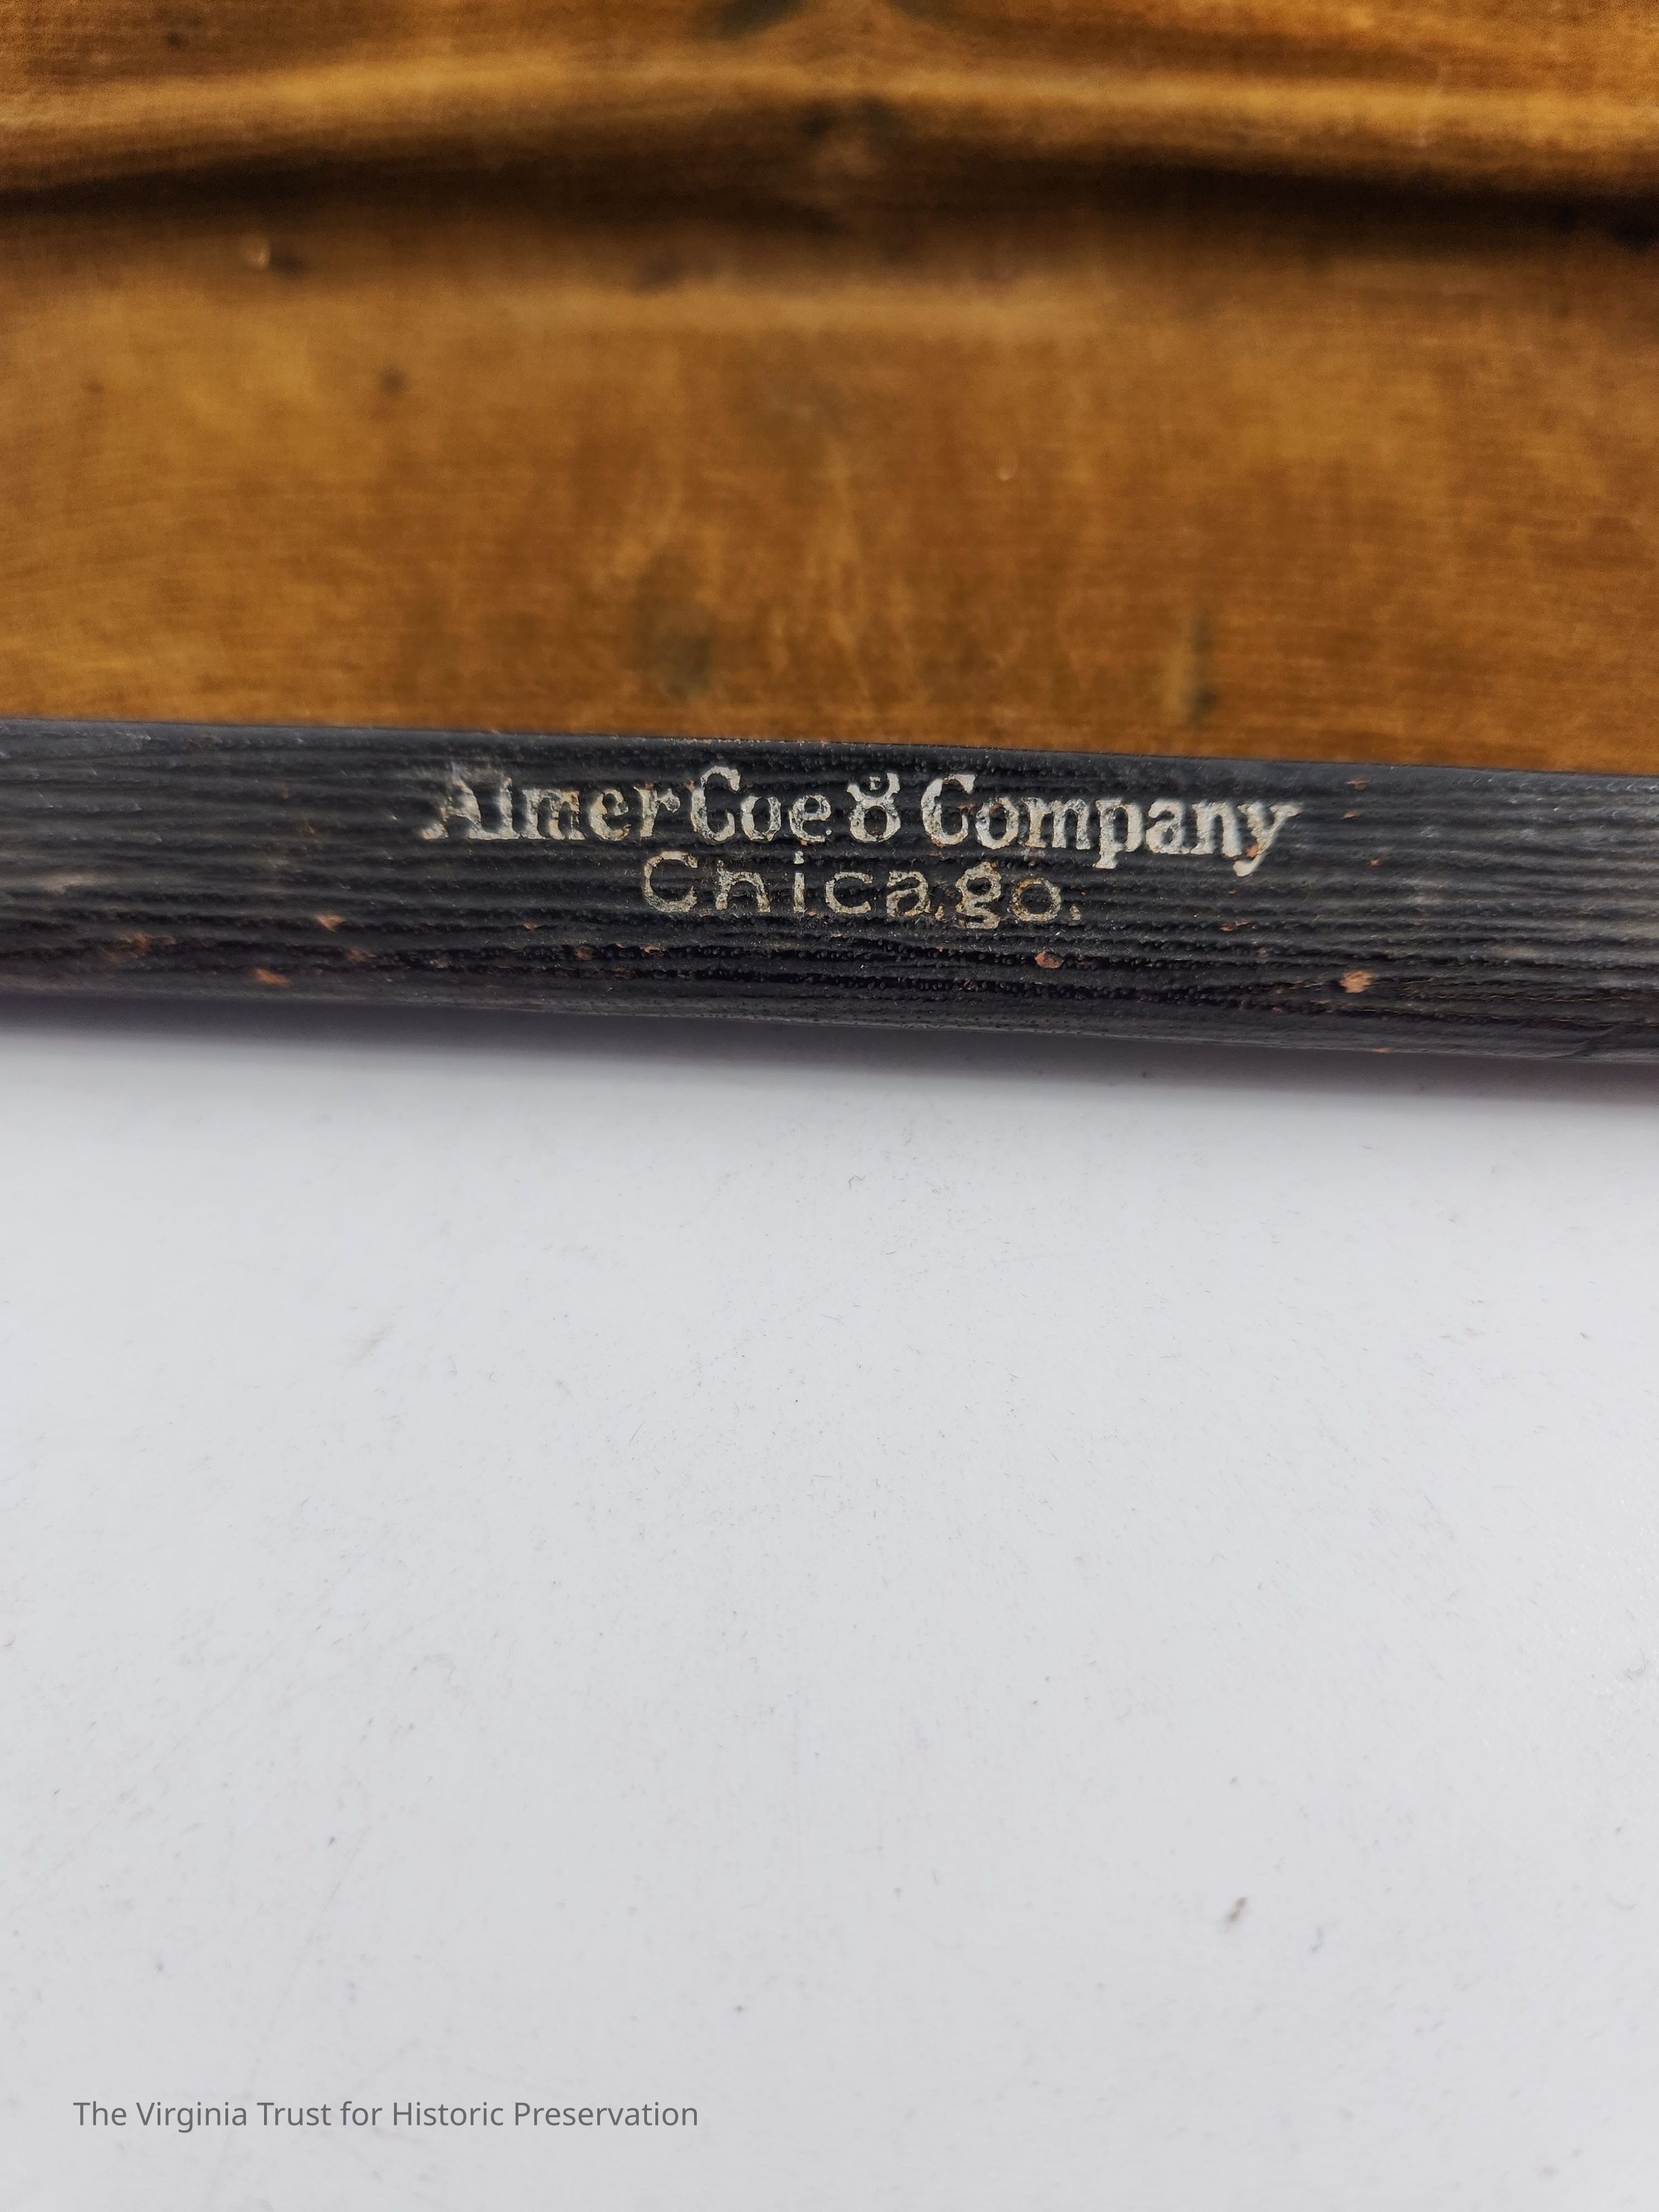 Almer Coe & Company
Chicago.
The Virginia Trust for Historic Preservation